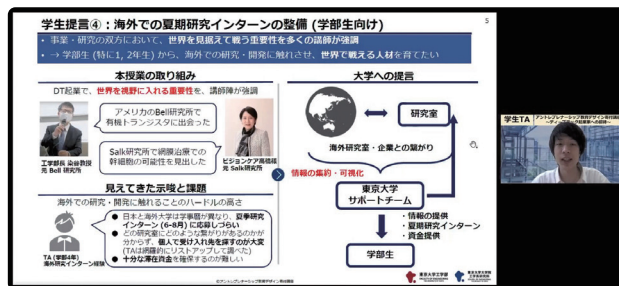 学生提言④：海外での夏期研究インターンの整備 (学部生向け)
5
・ 事業・研究の双方において、世界を見据えて戦う重要性を多くの講師が強調
・ → 学部生 (特に1, 2年生) から、海外での研究・開発に触れさせ、世界で戦える人材を育てたい
本授業の取り組み
DT起業で、世界を視野に入れる重要性を、講師陣が強調
アメリカのBell研究所で
有機トランジスタに出会った
工学部長 染谷教授
元 Bell 研究所
Salk研究所で網膜治療での
幹細胞の可能性を見出した
元 Salk研究所
見えてきた示唆と課題
海外での研究・開発に触れることのハードルの高さ
● 日本と海外大学は学事暦が異なり、夏季研究
インターン (6-8月) に応募しづらい
● どの研究室にどのような繋がりがあるのかが
分からず、個人で受け入れ先を探すのが大変
(TAは網羅的にリストアップして調べた)
● 十分な滞在資金を確保するのが難しい
TA (学部4年)
海外研究インターン経験
大学への提言
研究室
海外研究室・企業との繋がり
情報の集約・可視化
東京大学
サポートチーム
・情報の提供
・夏期研究インターン
・資金提供
学部生
東京大学工学部
学生TA